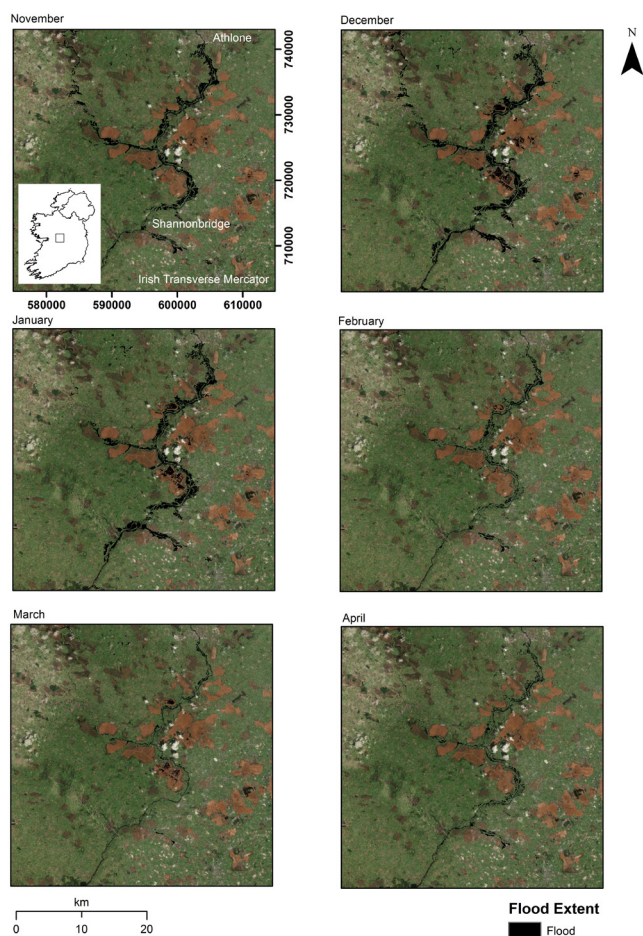 November
December
N
Athlone
Shannonbridge
Irish Transverse Mercator
740000
730000
720000
710000
580000 590000 600000 610000
January
February
March
April
km
0 10 20
Flood Extent
Flood